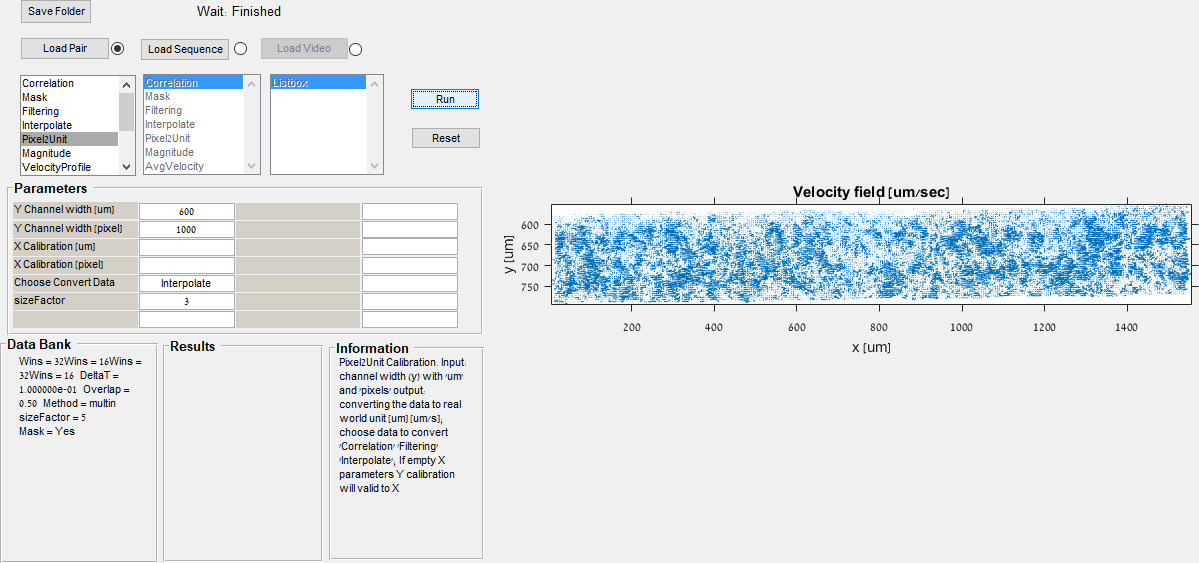 Save Folder
Wait: Finished
Load Pair
Load Sequence
Load Video
Correlation
Mask
Filtering
Interpolate
Pixel2Unit
Magnitude
VelocityProfile
Correlation
Mask
Filtering
Interpolate
Pixel2Unit
Magnitude
AvgVelocity
Listbox
Run
Reset
Parameters
Y Channel width [um] 600
Y Channel width [pixel] 1000
X Calibration [um]
X Calibration [pixel]
Choose Convert Data Interpolate
sizeFactor 3
Data Bank
Wins = 32Wins = 16Wins =
32Wins = 16 DeltaT =
1.000000e-01 Overlap =
0.50 Method = multin
sizeFactor = 5
Mask = Yes
Results
Information
Pixel2Unit Calibration. Input:
channel width (y) with 'um'
and 'pixels' output:
converting the data to real
world unit [um] [um/s];
choose data to convert
'Correlation' 'Filtering'
'Interpolate'; If empty X
parameters Y calibration
will valid to X
Velocity field [um/sec]
y [um]
600
650
700
750
200 400 600 800 1000 1200 1400
x [um]